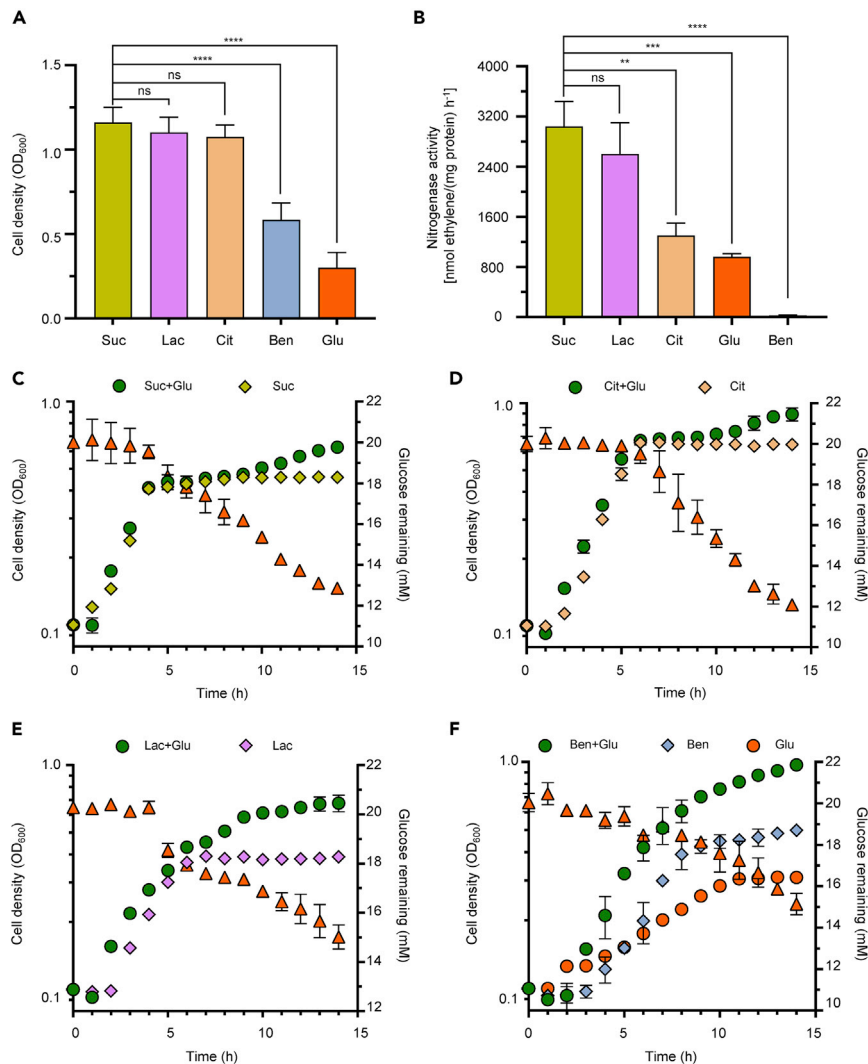 A
****
****
ns
ns
Cell density (OD600)
1.5
1.0
0.5
0.0
Suc Lac Cit Ben Glu
B
****
***
**
ns
Nitrogenase activity
[nmol ethylene/(mg protein) h-1]
4000
3200
2400
1600
800
0
Suc Lac Cit Glu Ben
C
Suc+Glu Suc
Cell density (OD600)
1.0
0.1
Glucose remaining (mM)
22
20
18
16
14
12
10
0 5 10 15
Time (h)
D
Cit+Glu Cit
Cell density (OD600)
1.0
0.1
Glucose remaining (mM)
22
20
18
16
14
12
10
0 5 10 15
Time (h)
E
Lac+Glu Lac
Cell density (OD600)
1.0
0.1
Glucose remaining (mM)
22
20
18
16
15
13
12
0 5 10 15
Time (h)
F
Ben+Glu Ben Glu
Cell density (OD600)
1.0
0.1
Glucose remaining (mM)
22
20
18
16
14
12
10
0 5 10 15
Time (h)